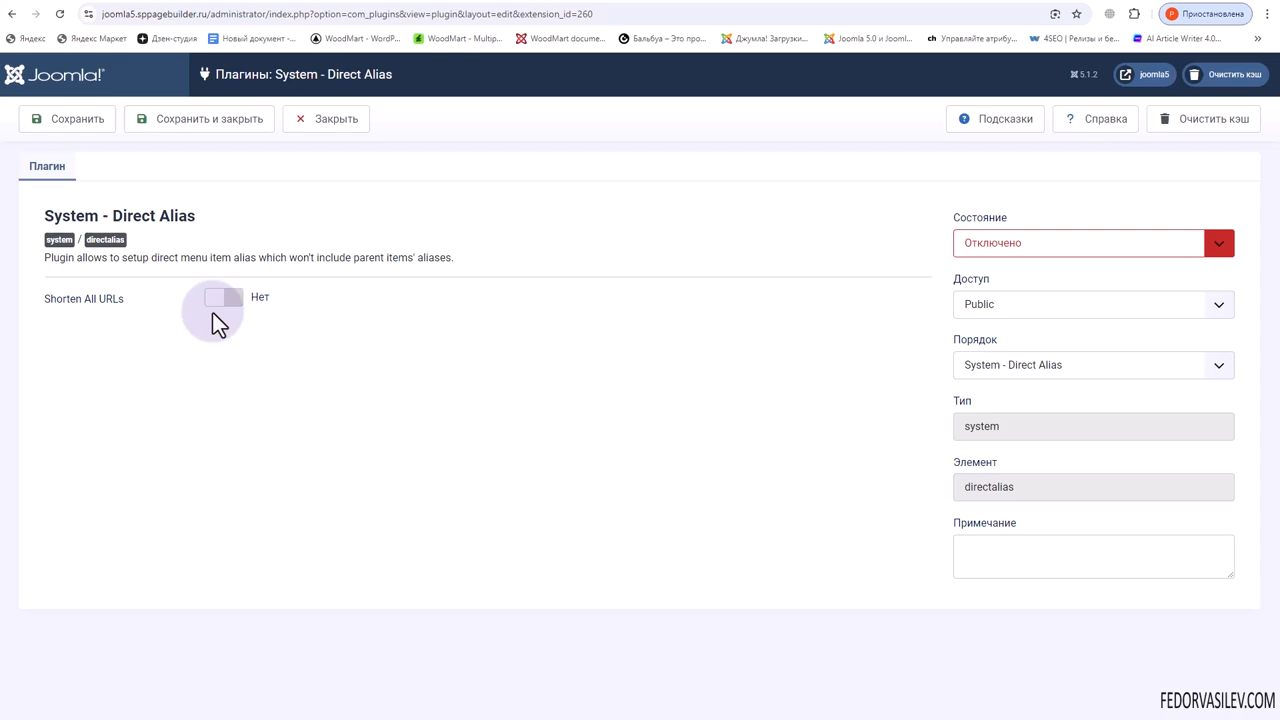 joomla5.sppagebuilder.ru/administrator/index.php?option=com_plugins&view=plugin&layout=edit&extension_id=260
Приостановлена
Яндекс
Яндекс Маркет
Дзен-студия
Новый документ -...
WoodMart - WordP...
WoodMart - Multip...
WooDMart docume...
Бальбуа – Это про...
Джумла! Загрузки...
Joomla 5.0 и Jooml...
Управляйте атрибу...
4SEO | Релизы и бе...
AI Article Writer 4.0...
Joomla!
Плагины: System - Direct Alias
5.1.2
joomla5
Очистить кэш
Сохранить
Сохранить и закрыть
Закрыть
Подсказки
Справка
Очистить кэш
Плагин
System - Direct Alias
system / directalias
Plugin allows to setup direct menu item alias which won't include parent items' aliases.
Shorten All URLs
Нет
Состояние
Отключено
Доступ
Public
Порядок
System - Direct Alias
Тип
system
Элемент
directalias
Примечание
FEDORVASILEV.COM